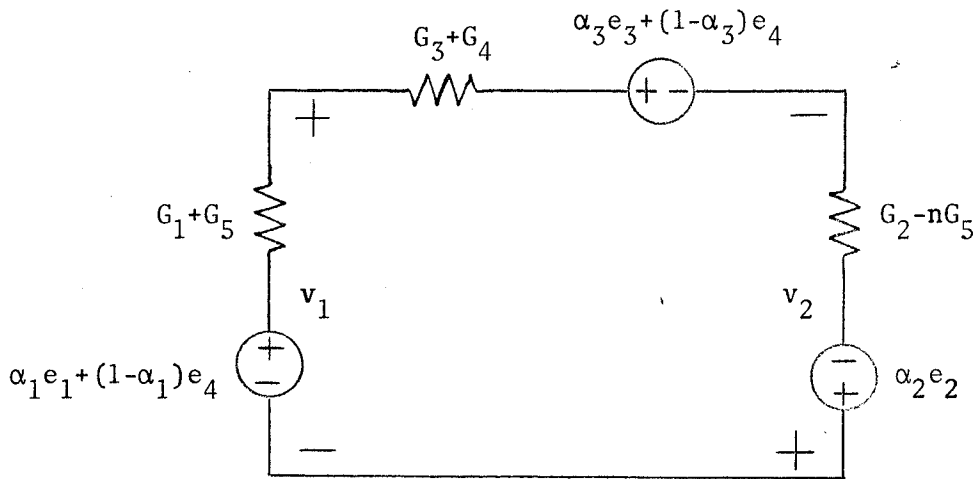 α₃e₃+(1-α₃)e₄
G₃+G₄
+ -
+ −
G₁+G₅
G₂-nG₅
v₁
v₂
+
−
α₁e₁+(1-α₁)e₄
-
+
α₂e₂
− +